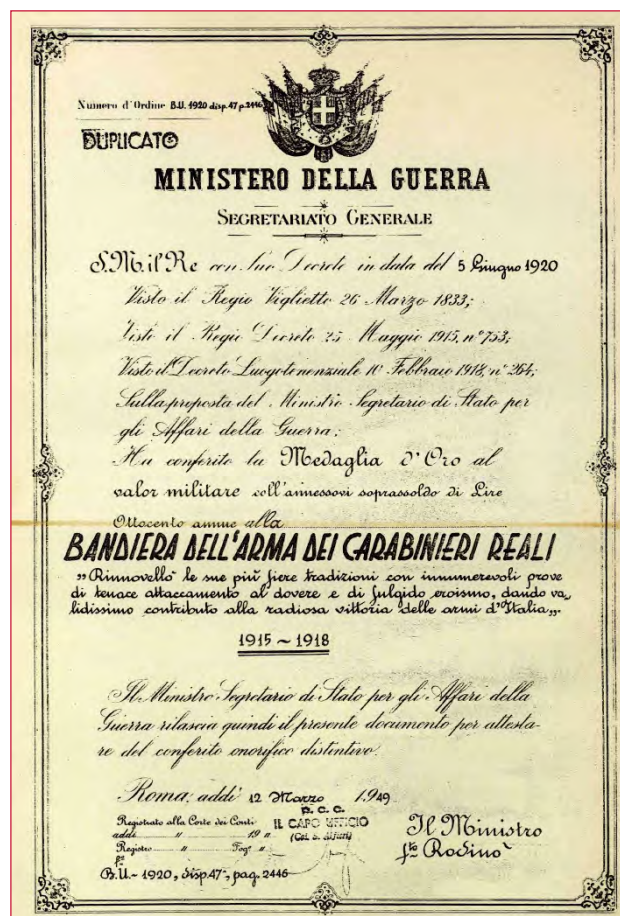 Numero d'Ordine B.U. 1920 disp. 47 p. 2446
DUPLICATO
MINISTERO DELLA GUERRA
SEGRETARIATO GENERALE
S.M. il Re con Suo Decreto in data del 5 Giugno 1920
Visto il Regio Viglietto 26 Marzo 1833;
Visto il Regio Decreto 25 Maggio 1915, n° 753;
Visto il Decreto Luogotenenziale 10 Febbraio 1918, n° 264;
Sulla proposta del Ministro Segretario di Stato per
gli Affari della Guerra;
Ha conferito la Medaglia d'Oro al
valor militare coll'annessovi soprassoldo di Lire
Ottocento annue alla
BANDIERA DELL'ARMA DEI CARABINIERI REALI
„Rinnovellò le sue più fiere tradizioni con innumerevoli prove
di tenace attaccamento al dovere e di fulgido eroismo, dando va_
lidissimo contributo alla radiosa vittoria delle armi d'Italia„.
1915 ~ 1918
Il Ministro Segretario di Stato per gli Affari della
Guerra rilascia quindi il presente documento per attesta-
re del conferito onorifico distintivo.
Roma, addì 12 Marzo 1.949
p.c.c.
Registrato alla Corte dei Conti
IL CAPO UFFICIO
addì " 19 "
(Col. s.
Registro " Fog° "
Il Ministro
f.to Rodinò
B.U. - 1920, disp. 47ª, pag. 2446